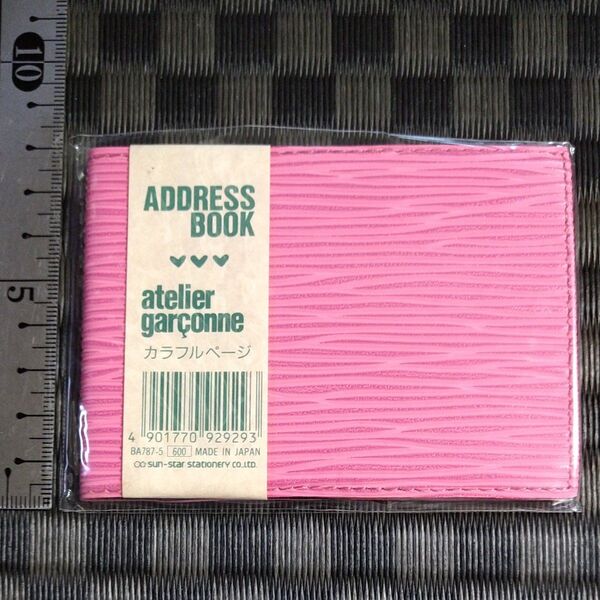 10
5
ADDRESS
BOOK
atelier
garçonne
カラフルページ
4 901770 929293
BA787-5 600 MADE IN JAPAN
sun-star stationery co.,ltd.